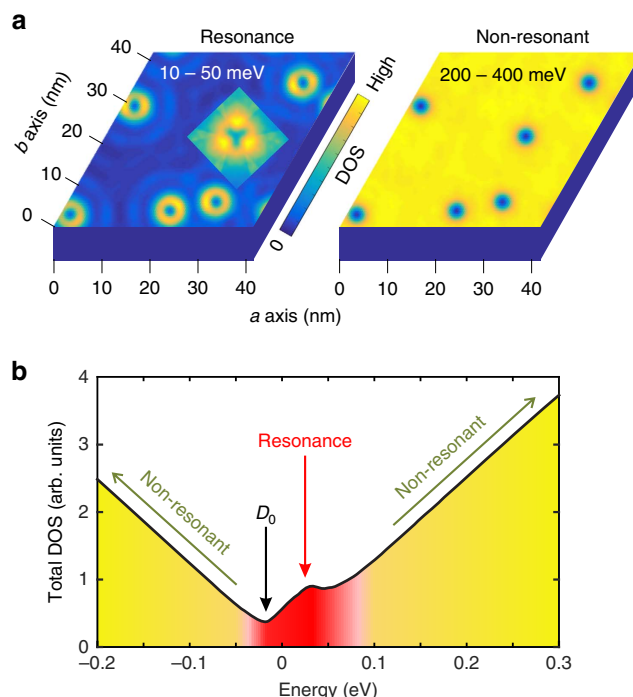 a
Resonance
Non-resonant
10 – 50 meV
200 – 400 meV
40
30
20
10
0
b axis (nm)
High
DOS
0
0 10 20 30 40
0 10 20 30 40
a axis (nm)
b
4
3
2
1
0
Total DOS (arb. units)
Non-resonant
D0
Resonance
Non-resonant
–0.2 –0.1 0 0.1 0.2 0.3
Energy (eV)